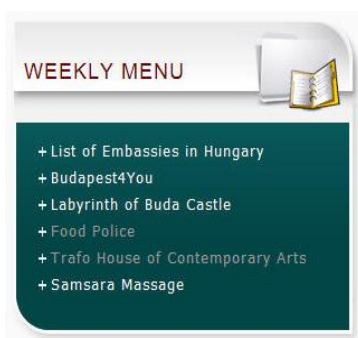 WEEKLY MENU
+ List of Embassies in Hungary
+ Budapest4You
+ Labyrinth of Buda Castle
+ Food Police
+ Trafo House of Contemporary Arts
+ Samsara Massage